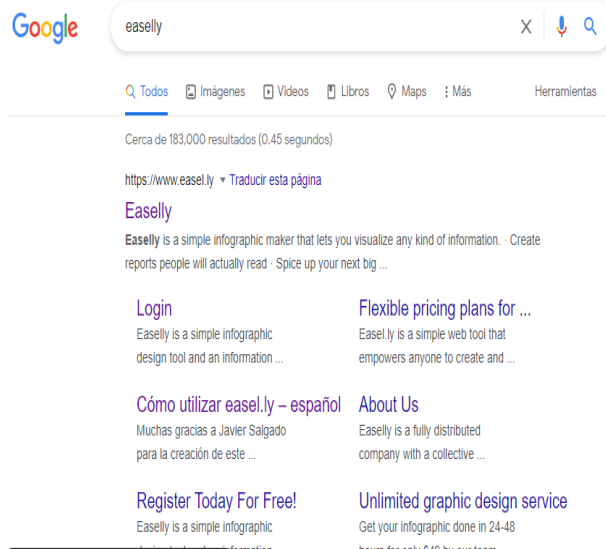 Google
easelly
Todos Imágenes Videos Libros Maps Más Herramientas
Cerca de 183,000 resultados (0.45 segundos)
https://www.easel.ly Traducir esta página
Easelly
Easelly is a simple infographic maker that lets you visualize any kind of information. · Create
reports people will actually read · Spice up your next big ...
Login
Easelly is a simple infographic
design tool and an information ...
Flexible pricing plans for ...
Easel.ly is a simple web tool that
empowers anyone to create and ...
Cómo utilizar easel.ly – español
Muchas gracias a Javier Salgado
para la creación de este ...
About Us
Easelly is a fully distributed
company with a collective ...
Register Today For Free!
Easelly is a simple infographic
Unlimited graphic design service
Get your infographic done in 24-48